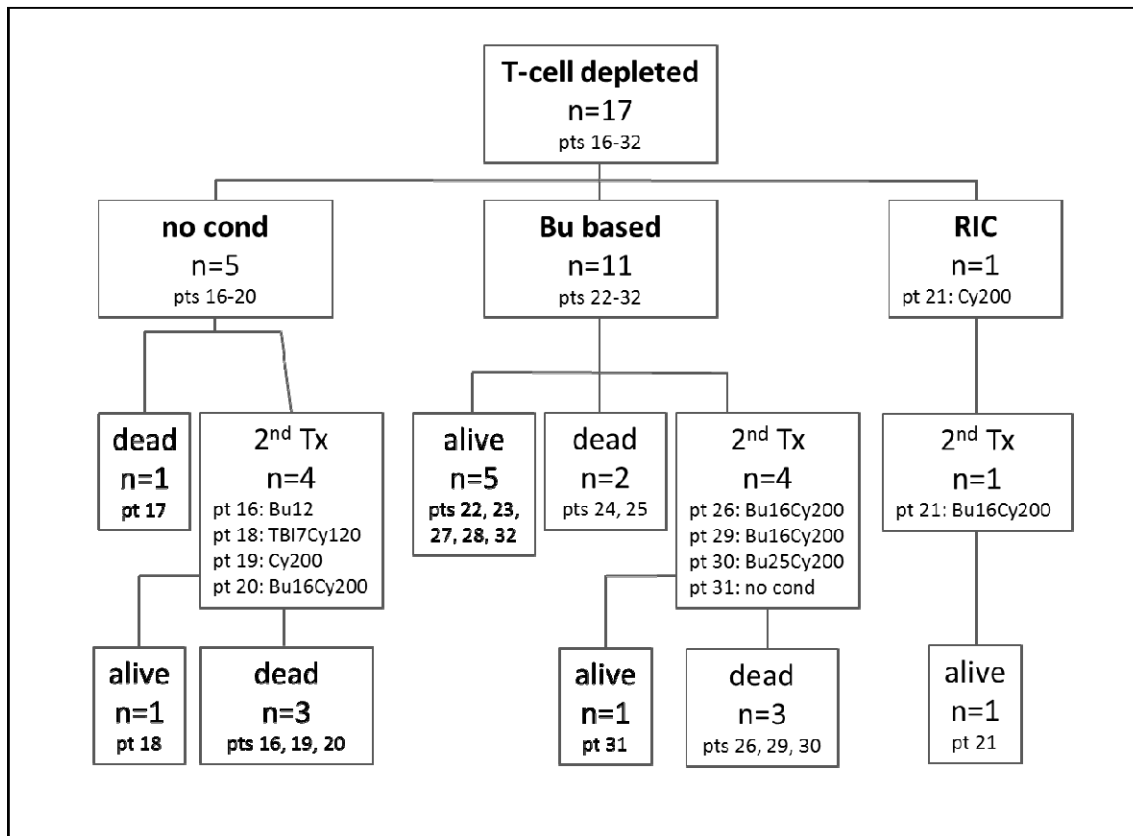 T-cell depleted
n=17
pts 16-32
no cond
n=5
pts 16-20
Bu based
n=11
pts 22-32
RIC
n=1
pt 21: Cy200
dead
n=1
pt 17
2nd Tx
n=4
pt 16: Bu12
pt 18: TBI7Cy120
pt 19: Cy200
pt 20: Bu16Cy200
alive
n=5
pts 22, 23,
27, 28, 32
dead
n=2
pts 24, 25
2nd Tx
n=4
pt 26: Bu16Cy200
pt 29: Bu16Cy200
pt 30: Bu25Cy200
pt 31: no cond
2nd Tx
n=1
pt 21: Bu16Cy200
alive
n=1
pt 18
dead
n=3
pts 16, 19, 20
alive
n=1
pt 31
dead
n=3
pts 26, 29, 30
alive
n=1
pt 21